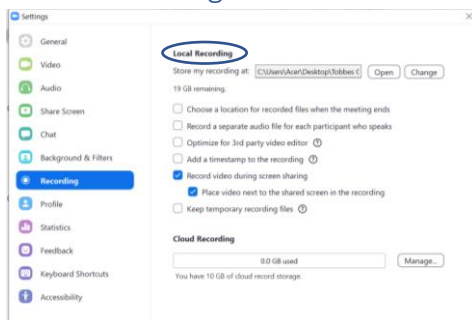 Settings
General
Video
Audio
Share Screen
Chat
Background & Filters
Recording
Profile
Statistics
Feedback
Keyboard Shortcuts
Accessibility
Local Recording
Store my recording at: C:\Users\Acer\Desktop\Tobbes C Open Change
19 GB remaining.
Choose a location for recorded files when the meeting ends
Record a separate audio file for each participant who speaks
Optimize for 3rd party video editor
Add a timestamp to the recording
Record video during screen sharing
Place video next to the shared screen in the recording
Keep temporary recording files
Cloud Recording
0.0 GB used Manage...
You have 10 GB of cloud record storage.